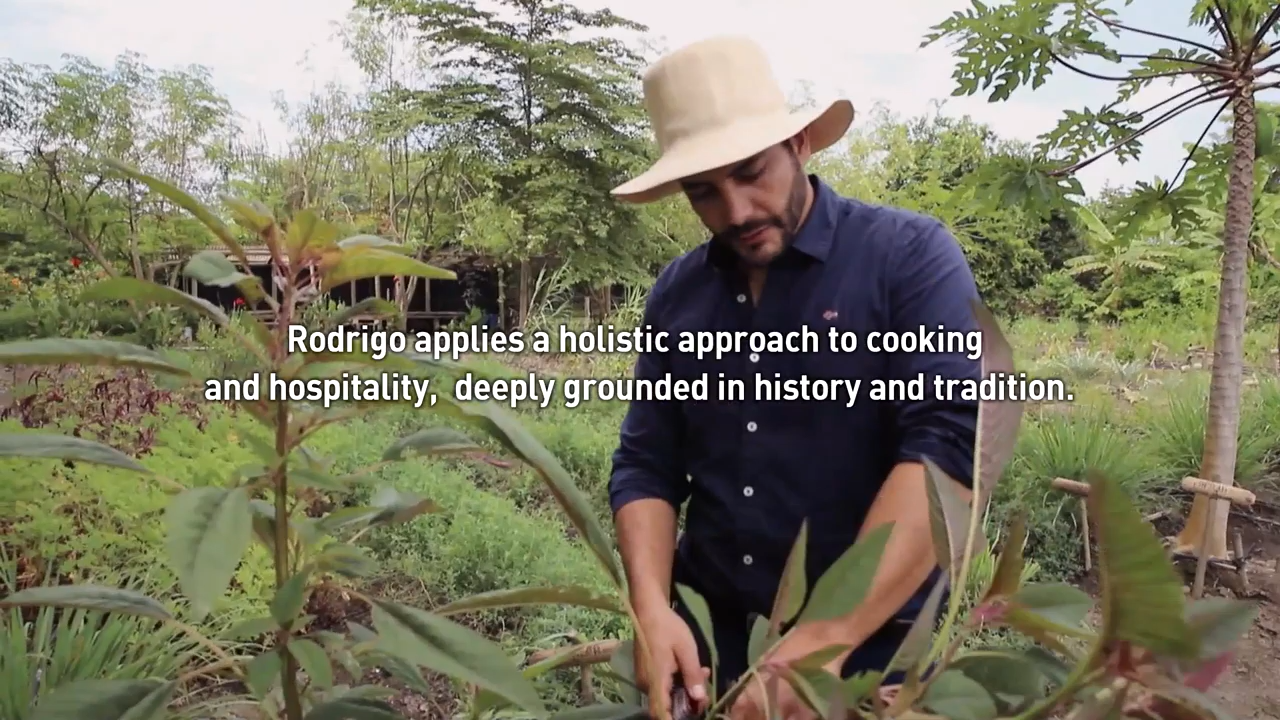 Rodrigo applies a holistic approach to cooking
and hospitality,  deeply grounded in history and tradition.